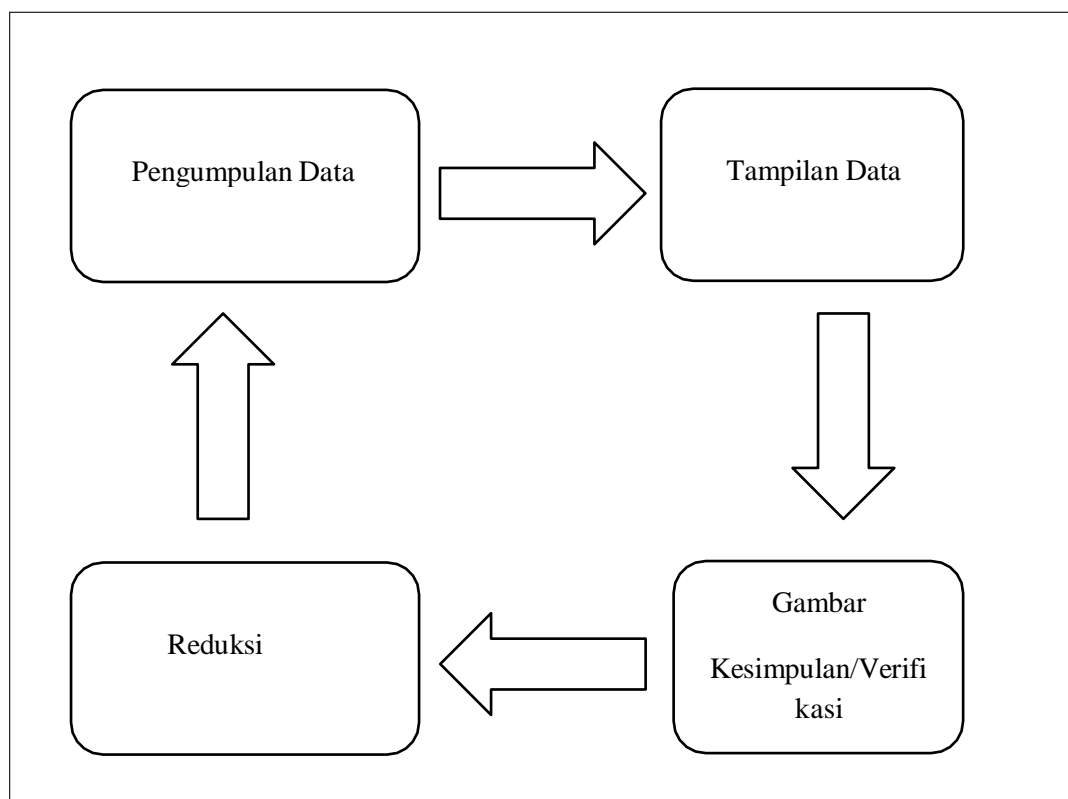 Pengumpulan Data
Tampilan Data
Reduksi
Gambar
Kesimpulan/Verifi
kasi